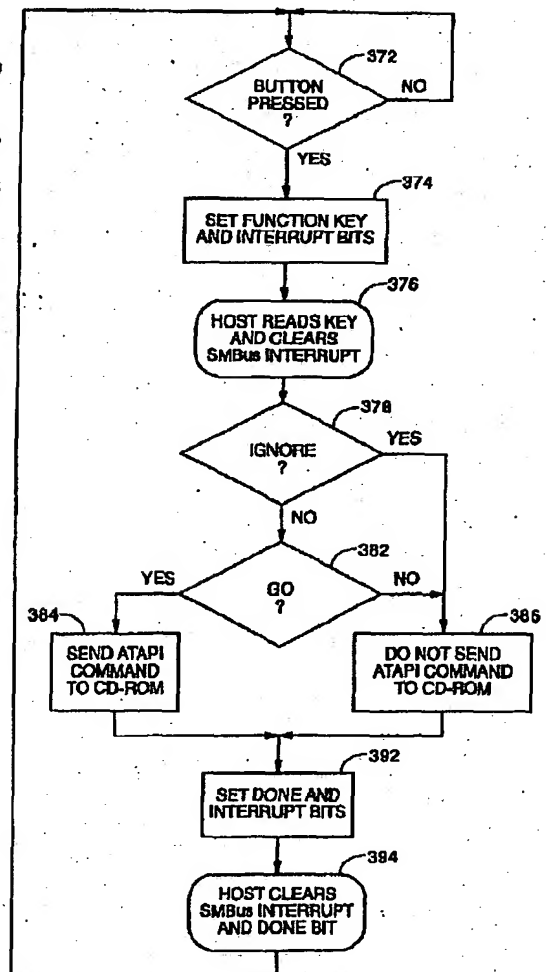 372
BUTTON
PRESSED
?
NO
YES
374
SET FUNCTION KEY
AND INTERRUPT BITS
376
HOST READS KEY
AND CLEARS
SMBus INTERRUPT
378
IGNORE
?
YES
NO
382
GO
?
YES
NO
384
SEND ATAPI
COMMAND
TO CD-ROM
386
DO NOT SEND
ATAPI COMMAND
TO CD-ROM
392
SET DONE AND
INTERRUPT BITS
394
HOST CLEARS
SMBus INTERRUPT
AND DONE BIT